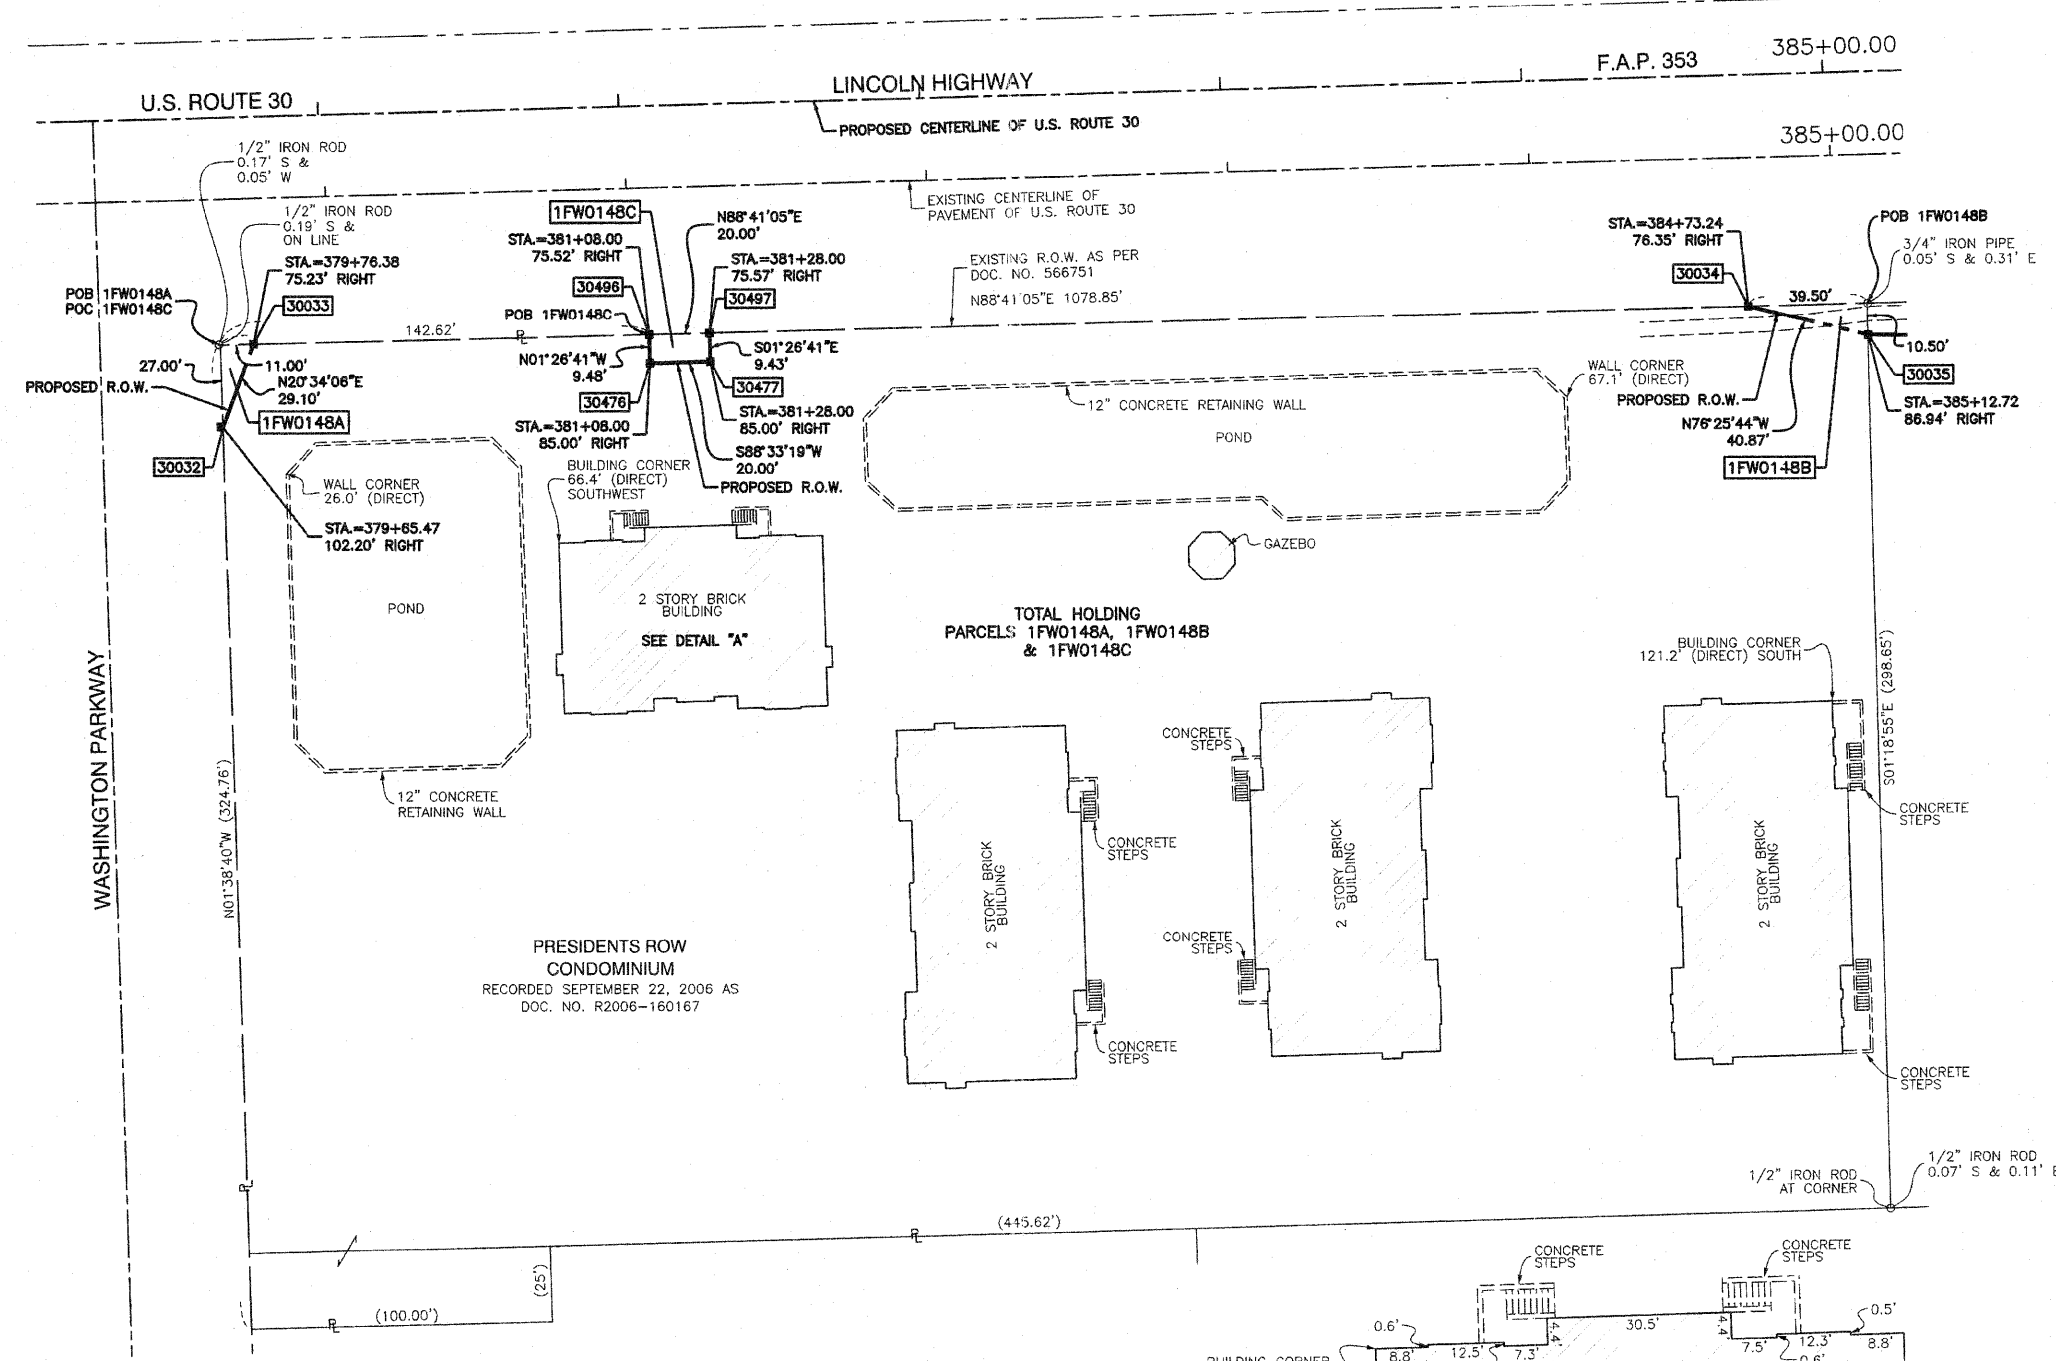 385+00.00
F.A.P. 353
LINCOLN HIGHWAY
U.S. ROUTE 30
PROPOSED CENTERLINE OF U.S. ROUTE 30
385+00.00
1/2" IRON ROD
0.17' S &
0.05' W
1/2" IRON ROD
0.19' S &
ON LINE
STA.=379+76.38
75.23' RIGHT
30033
POB 1FW0148A
POC 1FW0148C
27.00'
11.00'
PROPOSED R.O.W.
N20°34'06"E
29.10'
1FW0148A
30032
142.62'
PL
1FW0148C
N88°41'05"E
20.00'
STA.=381+08.00
75.52' RIGHT
STA.=381+28.00
75.57' RIGHT
30496
30497
POB 1FW0148C
N01°26'41"W
9.48'
S01°26'41"E
9.43'
30476
30477
STA.=381+08.00
85.00' RIGHT
STA.=381+28.00
85.00' RIGHT
S88°33'19"W
20.00'
PROPOSED R.O.W.
EXISTING CENTERLINE OF
PAVEMENT OF U.S. ROUTE 30
EXISTING R.O.W. AS PER
DOC. NO. 566751
N88°41'05"E 1078.85'
STA.=384+73.24
76.35' RIGHT
30034
39.50'
POB 1FW0148B
3/4" IRON PIPE
0.05' S & 0.31' E
10.50'
30035
STA.=385+12.72
86.94' RIGHT
WALL CORNER
67.1' (DIRECT)
PROPOSED R.O.W.
N76°25'44"W
40.87'
1FW0148B
12" CONCRETE RETAINING WALL
POND
WALL CORNER
26.0' (DIRECT)
STA.=379+65.47
102.20' RIGHT
BUILDING CORNER
66.4' (DIRECT)
SOUTHWEST
GAZEBO
POND
2 STORY BRICK
BUILDING
SEE DETAIL "A"
TOTAL HOLDING
PARCELS 1FW0148A, 1FW0148B
& 1FW0148C
BUILDING CORNER
121.2' (DIRECT) SOUTH
S01°18'55"E (298.65')
WASHINGTON PARKWAY
N01°38'40"W (324.76')
12" CONCRETE
RETAINING WALL
CONCRETE
STEPS
CONCRETE
STEPS
CONCRETE
STEPS
2 STORY BRICK
BUILDING
2 STORY BRICK
BUILDING
2 STORY BRICK
BUILDING
PRESIDENTS ROW
CONDOMINIUM
RECORDED SEPTEMBER 22, 2006 AS
DOC. NO. R2006-160167
CONCRETE
STEPS
CONCRETE
STEPS
CONCRETE
STEPS
1/2" IRON ROD
AT CORNER
1/2" IRON ROD
0.07' S & 0.11' E
PL
(445.62')
PL
(25')
(100.00')
PL
CONCRETE
STEPS
CONCRETE
STEPS
0.6'
8.8'
12.5'
7.3'
4.4'
30.5'
4.4'
7.5'
12.3'
0.5'
8.8'
0.6'
BUILDING CORNER